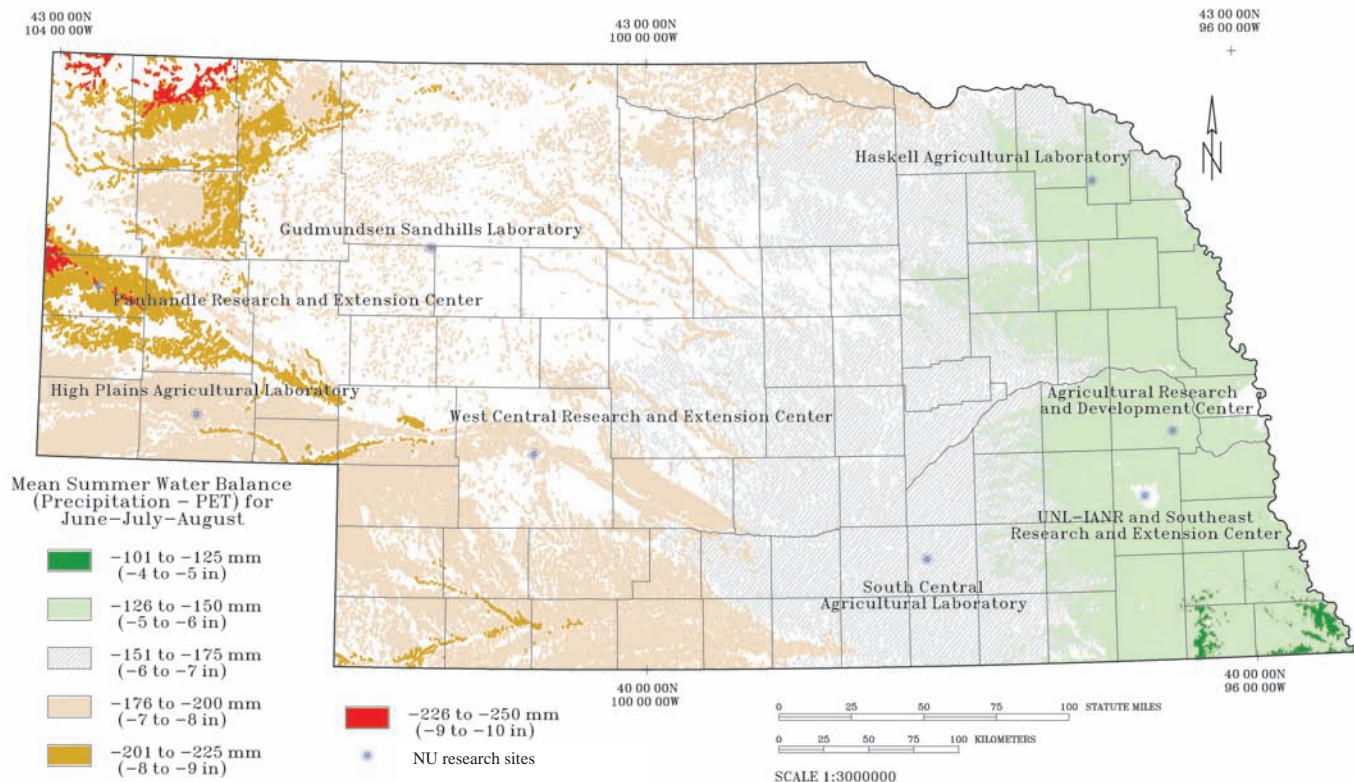 43 00 00N
104 00 00W
43 00 00N
100 00 00W
43 00 00N
96 00 00W
N
Haskell Agricultural Laboratory
Gudmundsen Sandhills Laboratory
Panhandle Research and Extension Center
High Plains Agricultural Laboratory
West Central Research and Extension Center
Agricultural Research
and Development Center
UNL-IANR and Southeast
Research and Extension Center
South Central
Agricultural Laboratory
Mean Summer Water Balance
(Precipitation - PET) for
June-July-August
-101 to -125 mm
(-4 to -5 in)
-126 to -150 mm
(-5 to -6 in)
-151 to -175 mm
(-6 to -7 in)
-176 to -200 mm
(-7 to -8 in)
-201 to -225 mm
(-8 to -9 in)
-226 to -250 mm
(-9 to -10 in)
NU research sites
40 00 00N
100 00 00W
40 00 00N
96 00 00W
0 25 50 75 100 STATUTE MILES
0 25 50 75 100 KILOMETERS
SCALE 1:3000000